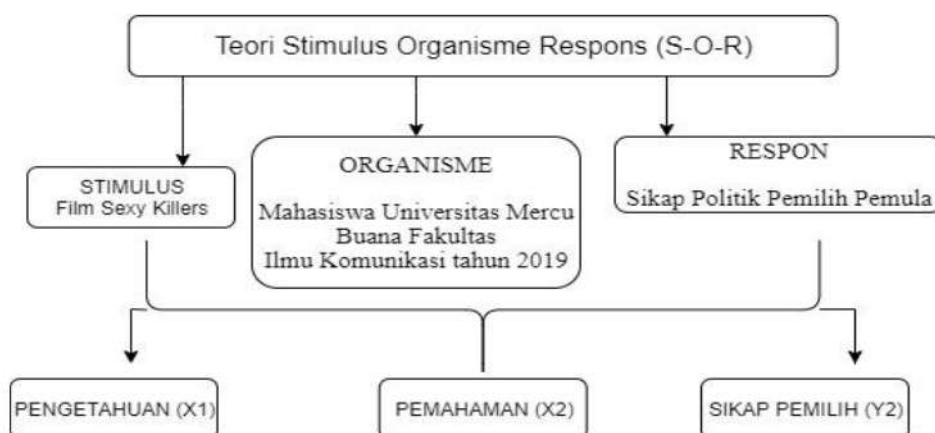 Teori Stimulus Organisme Respons (S-O-R)
STIMULUS
Film Sexy Killers
ORGANISME
Mahasiswa Universitas Mercu
Buana Fakultas
Ilmu Komunikasi tahun 2019
RESPON
Sikap Politik Pemilih Pemula
PENGETAHUAN (X1)
PEMAHAMAN (X2)
SIKAP PEMILIH (Y2)